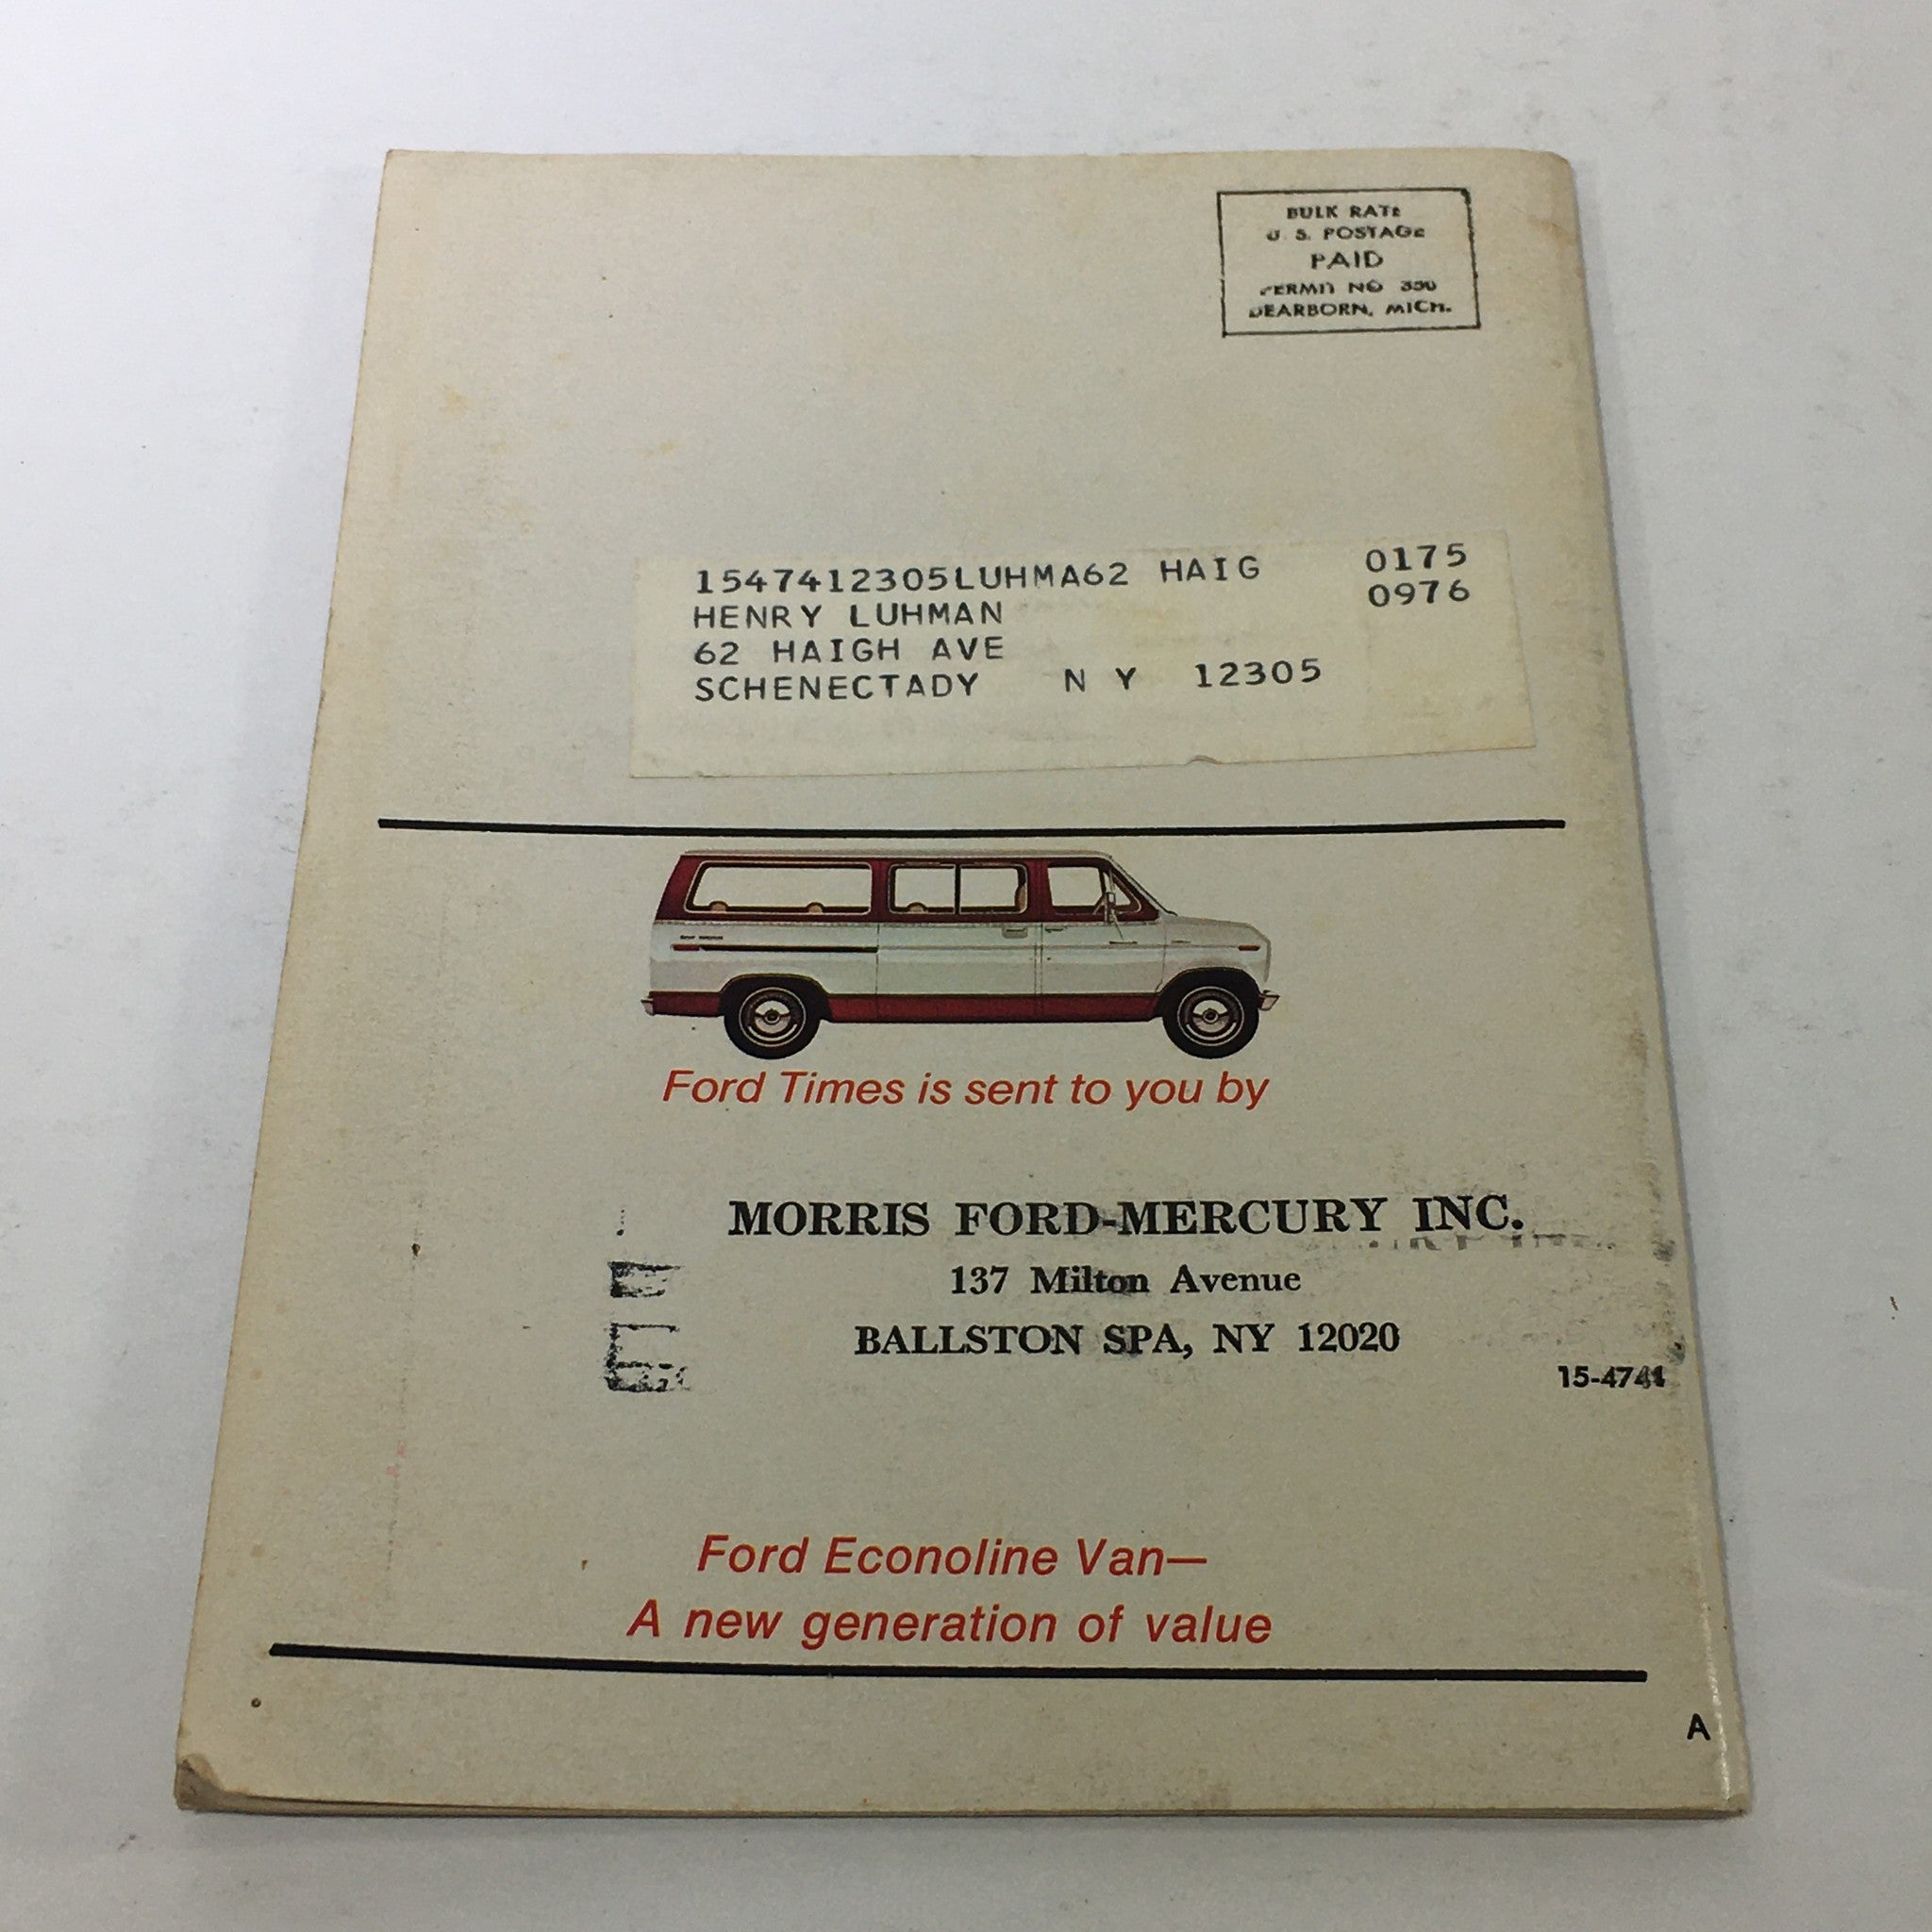 BULK RATE
U. S. POSTAGE
PAID
PERMIT NO 350
DEARBORN, MICH.
1547412305LUHMA62 HAIG 0175
0976
HENRY LUHMAN
62 HAIGH AVE
SCHENECTADY N Y 12305
Ford Times is sent to you by
MORRIS FORD-MERCURY INC.
137 Milton Avenue
BALLSTON SPA, NY 12020
15-4744
Ford Econoline Van—
A new generation of value
A